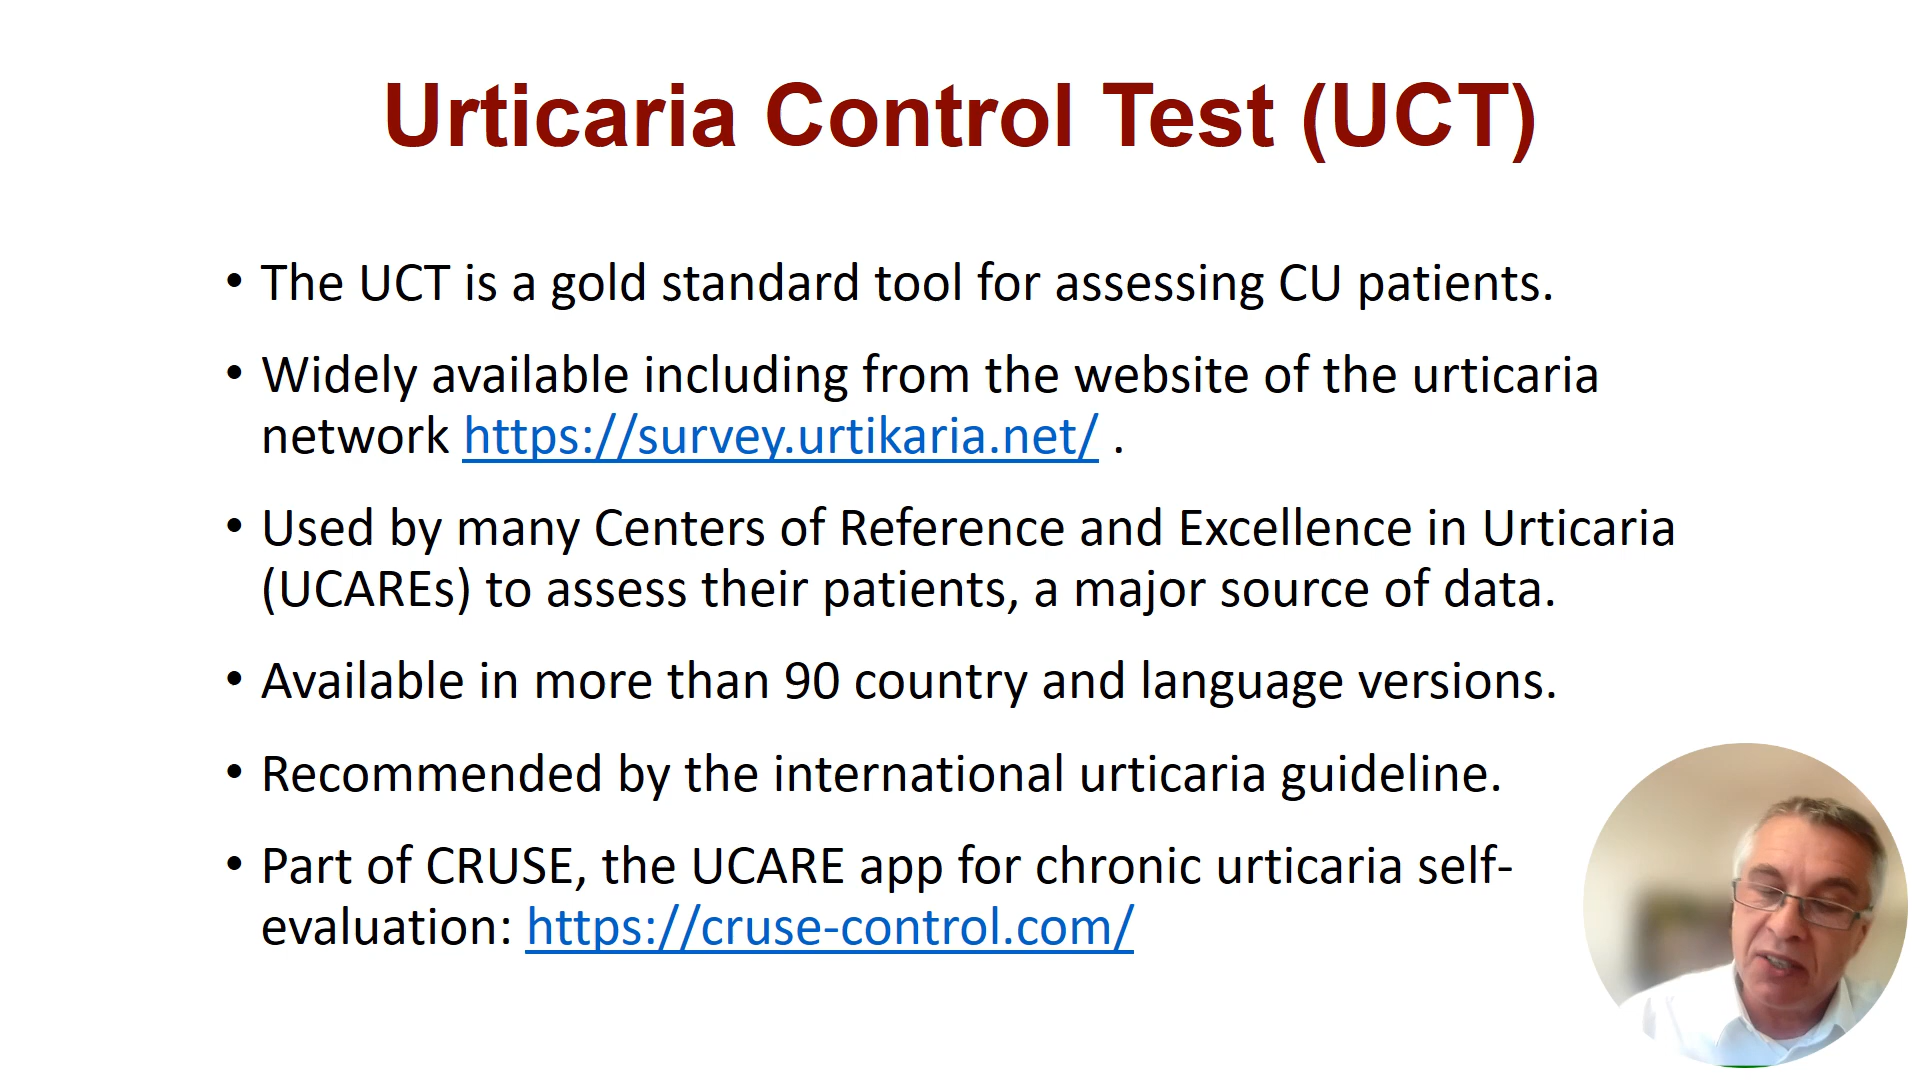 Urticaria Control Test (UCT)
• The UCT is a gold standard tool for assessing CU patients.
• Widely available including from the website of the urticaria
network https://survey.urtikaria.net/ .
• Used by many Centers of Reference and Excellence in Urticaria
(UCAREs) to assess their patients, a major source of data.
• Available in more than 90 country and language versions.
• Recommended by the international urticaria guideline.
• Part of CRUSE, the UCARE app for chronic urticaria self-
evaluation: https://cruse-control.com/